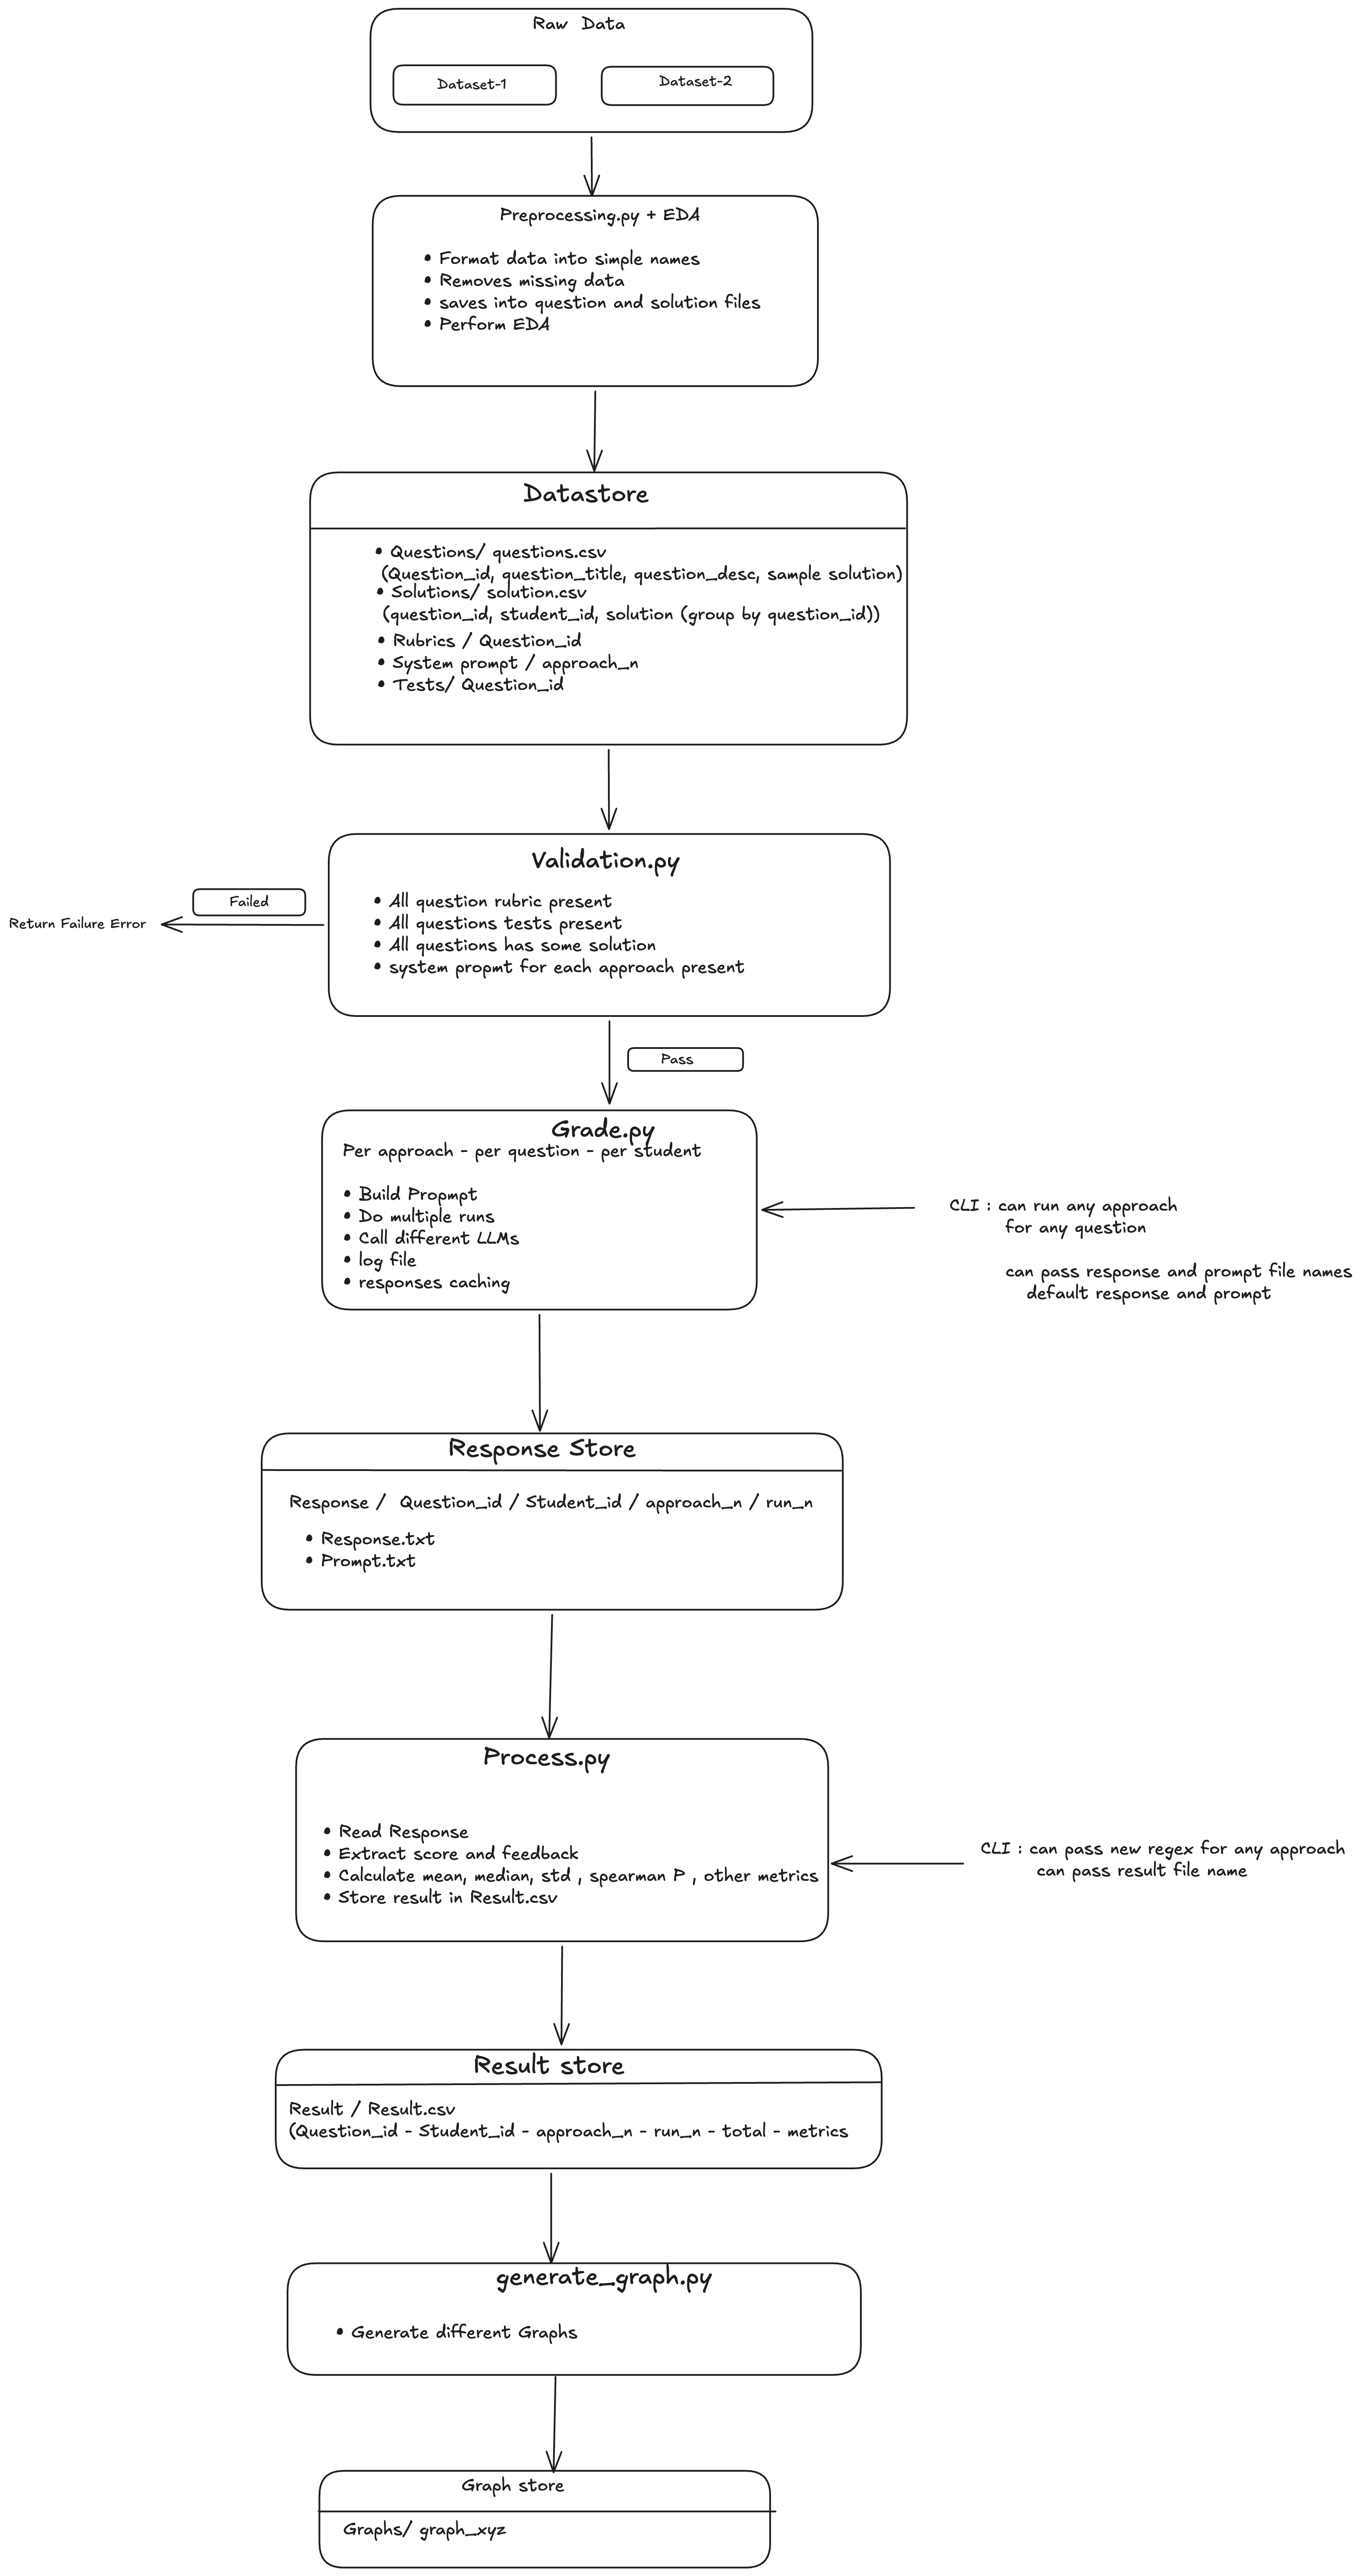 Raw Data
Dataset-1
Dataset-2
Preprocessing.py + EDA
• Format data into simple names
• Removes missing data
• saves into question and solution files
• Perform EDA
Datastore
• Questions/ questions.csv
(Question_id, question_title, question_desc, sample solution)
• Solutions/ solution.csv
(question_id, student_id, solution (group by question_id))
• Rubrics / Question_id
• System prompt / approach_n
• Tests/ Question_id
Validation.py
• All question rubric present
• All questions tests present
• All questions has some solution
• system propmt for each approach present
Failed
Return Failure Error
Pass
Grade.py
Per approach - per question - per student
• Build Propmpt
• Do multiple runs
• Call different LLMs
• log file
• responses caching
CLI : can run any approach
for any question
can pass response and prompt file names
default response and prompt
Response Store
Response / Question_id / Student_id / approach_n / run_n
• Response.txt
• Prompt.txt
Process.py
• Read Response
• Extract score and feedback
• Calculate mean, median, std , spearman P , other metrics
• Store result in Result.csv
CLI : can pass new regex for any approach
can pass result file name
Result store
Result / Result.csv
(Question_id - Student_id - approach_n - run_n - total - metrics
generate_graph.py
• Generate different Graphs
Graph store
Graphs/ graph_xyz